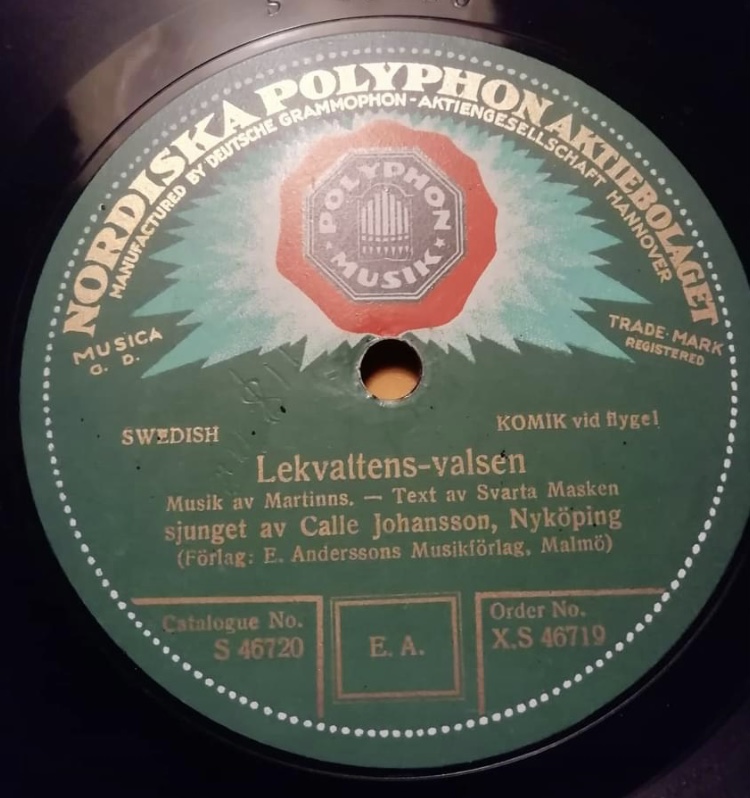 NORDISKA POLYPHON AKTIEBOLAGET
MANUFACTURED BY DEUTSCHE GRAMMOPHON-AKTIENGESELLSCHAFT HANNOVER
POLYPHON
MUSIK
MUSICA
G. D.
TRADE-MARK
REGISTERED
SWEDISH
KOMIK vid flygel
Lekvattens-valsen
Musik av Martinns. — Text av Svarta Masken
sjunget av Calle Johansson, Nyköping
(Förlag: E. Anderssons Musikförlag, Malmö)
Catalogue No.
S 46720
E. A.
Order No.
X.S 46719